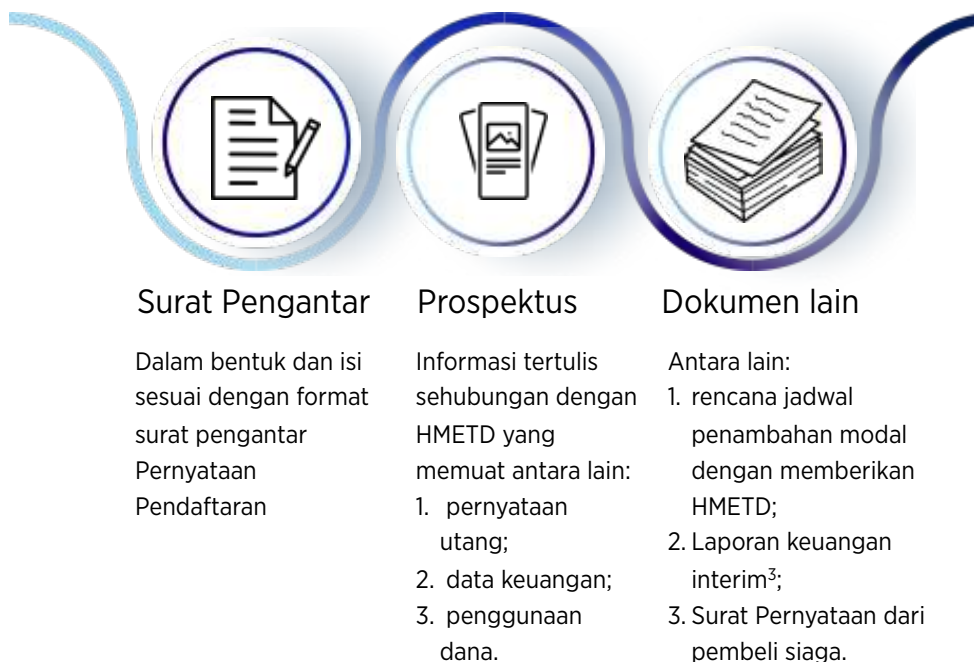 Surat Pengantar
Dalam bentuk dan isi
sesuai dengan format
surat pengantar
Pernyataan
Pendaftaran
Prospektus
Informasi tertulis
sehubungan dengan
HMETD yang
memuat antara lain:
1. pernyataan
utang;
2. data keuangan;
3. penggunaan
dana.
Dokumen lain
Antara lain:
1. rencana jadwal
penambahan modal
dengan memberikan
HMETD;
2. Laporan keuangan
interim³;
3. Surat Pernyataan dari
pembeli siaga.